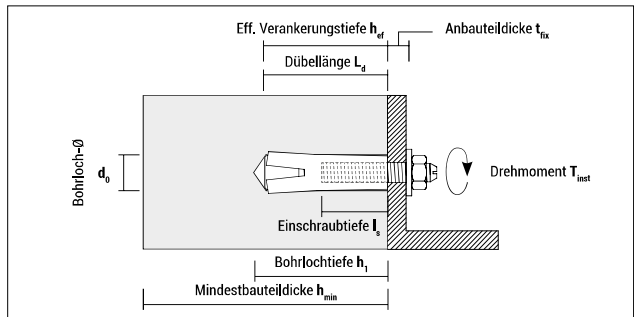 Eff. Verankerungstiefe hef
Anbauteildicke tfix
Dübellänge Ld
Bohrloch-Ø
d0
Drehmoment Tinst
Einschraubtiefe ls
Bohrlochtiefe h1
Mindestbauteildicke hmin